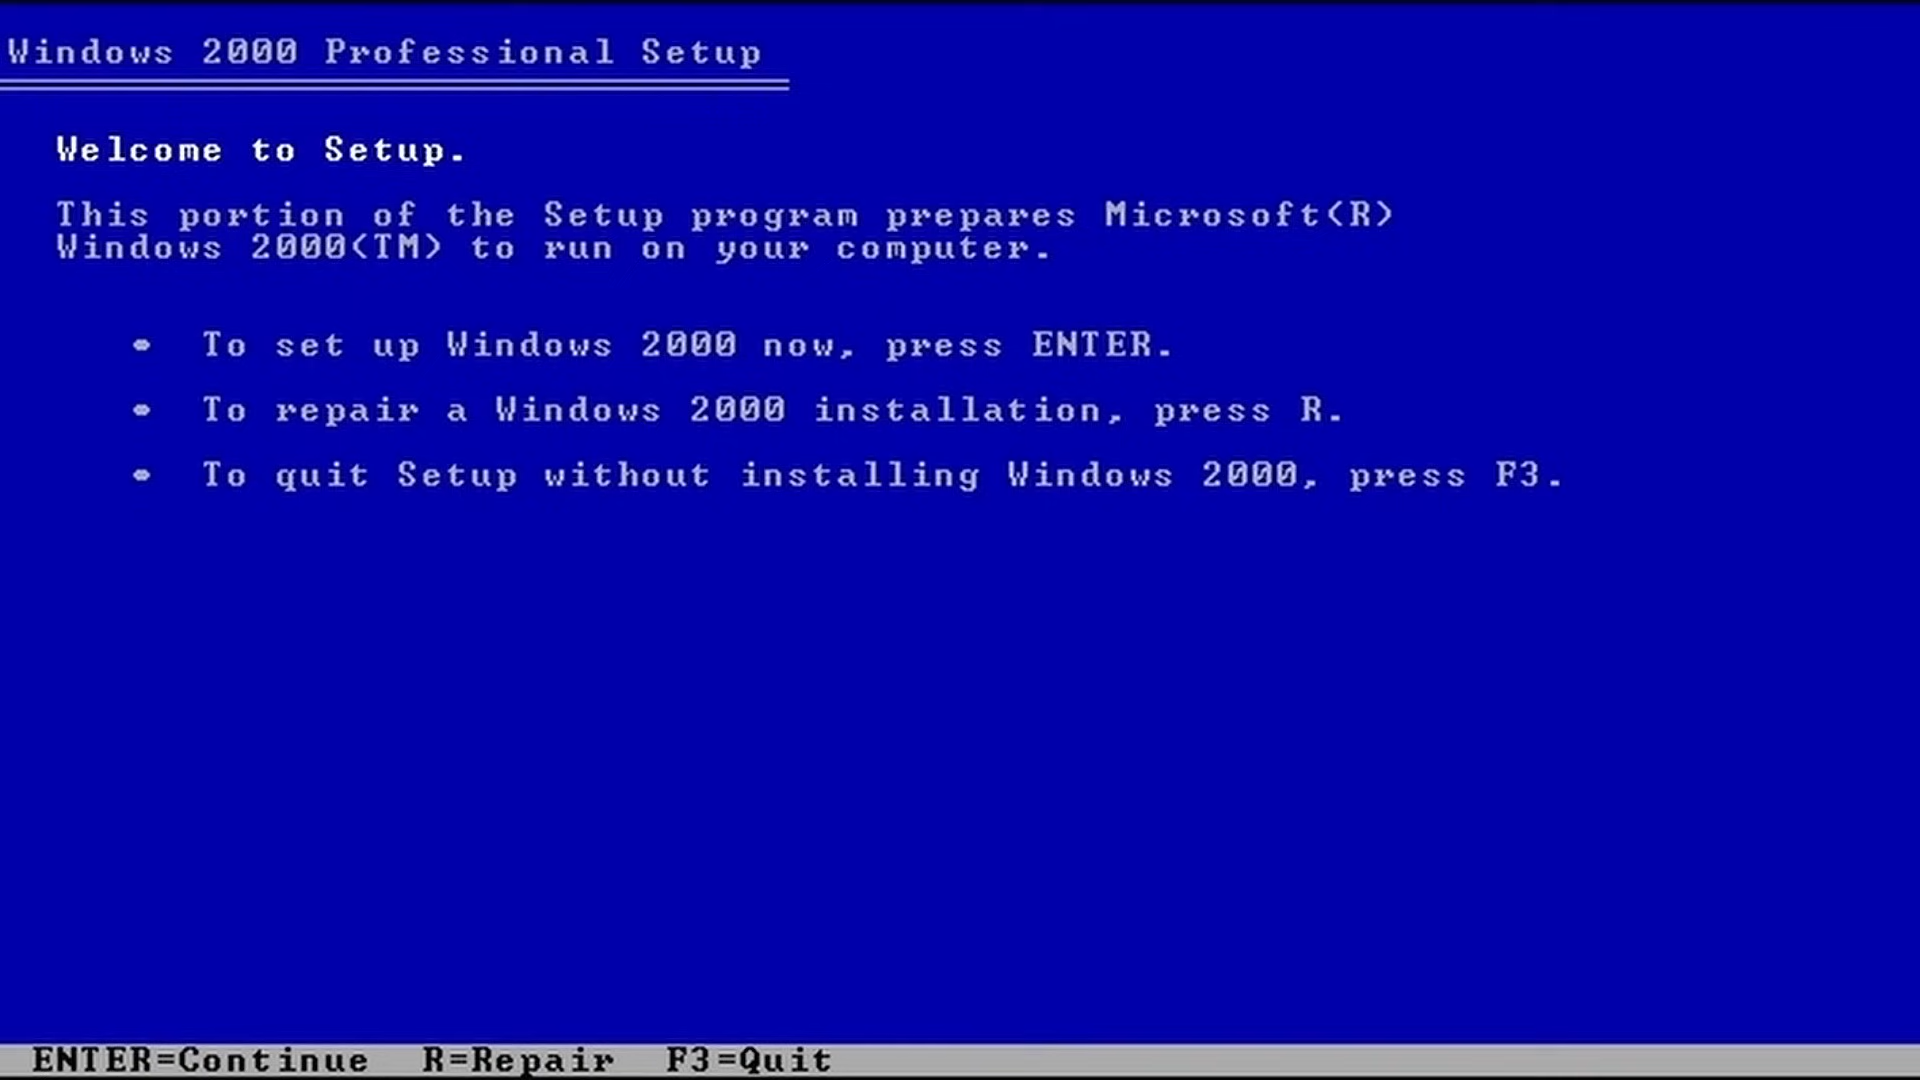 Windows 2000 Professional Setup
Welcome to Setup.
This portion of the Setup program prepares Microsoft(R)
Windows 2000(TM) to run on your computer.
• To set up Windows 2000 now, press ENTER.
• To repair a Windows 2000 installation, press R.
• To quit Setup without installing Windows 2000, press F3.
ENTER=Continue R=Repair F3=Quit